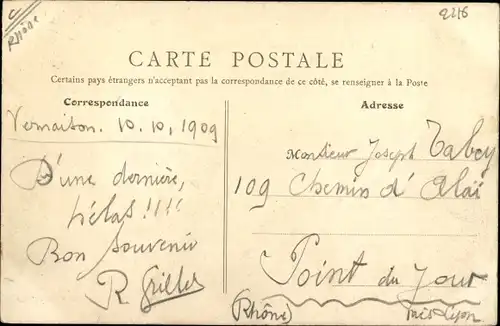 Rhône
2216
CARTE POSTALE
Certains pays étrangers n'acceptant pas la correspondance de ce côté, se renseigner à la Poste
Correspondance
Adresse
Vernaison. 10.10, 1909
D'une dernière,
hélas!!!!
Bon souvenir
R Grillet
Monsieur Joseph Tabey
109 Chemin d'Alaï
Point du Jour
(Rhône) près Lyon